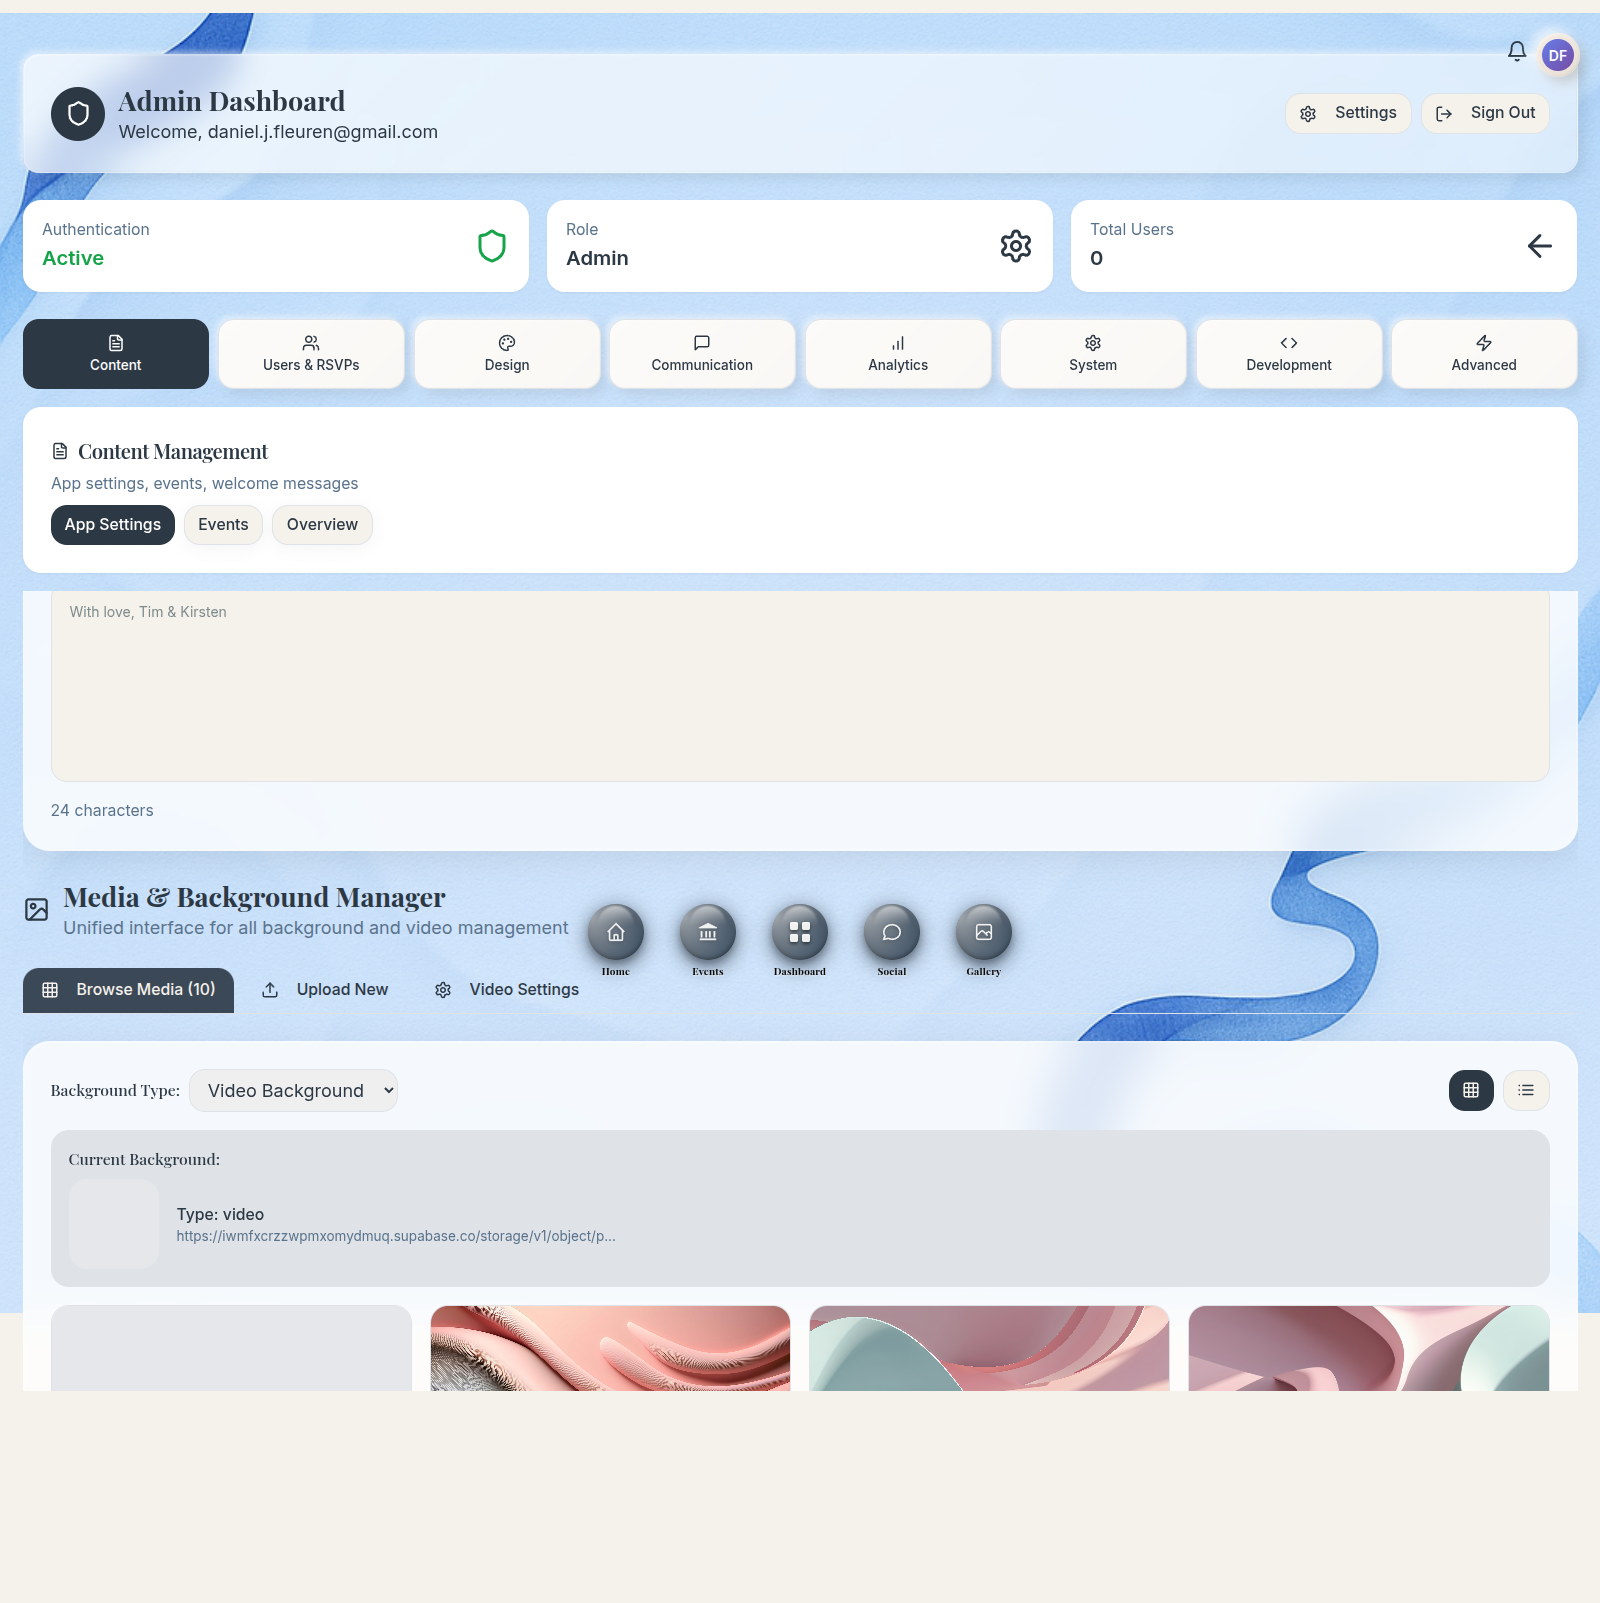 DF
Admin Dashboard
Welcome, daniel.j.fleuren@gmail.com
Settings
Sign Out
Authentication
Active
Role
Admin
Total Users
0
Content
Users & RSVPs
Design
Communication
Analytics
System
Development
Advanced
Content Management
App settings, events, welcome messages
App Settings
Events
Overview
With love, Tim & Kirsten
24 characters
Media & Background Manager
Unified interface for all background and video management
Home
Events
Dashboard
Social
Gallery
Browse Media (10)
Upload New
Video Settings
Background Type:
Video Background
Current Background:
Type: video
https://iwmfxcrzzwpmxomydmuq.supabase.co/storage/v1/object/p...